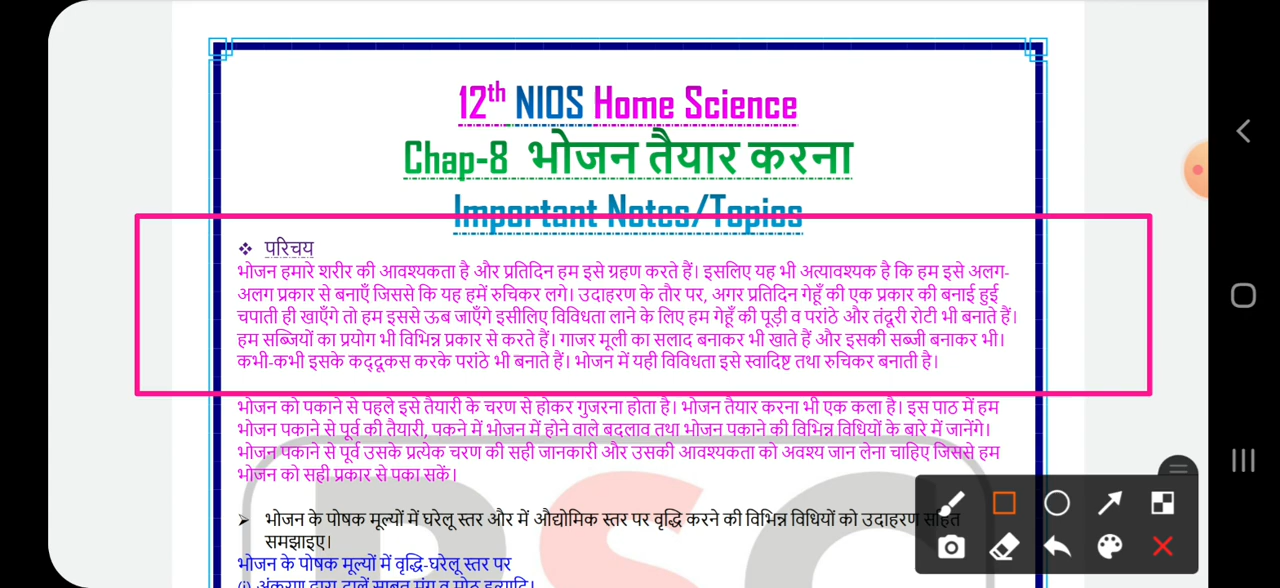 12th NIOS Home Science
Chap-8 भोजन तैयार करना
Important Notes/Topics
❖ परिचय
भोजन हमारे शरीर की आवश्यकता है और प्रतिदिन हम इसे ग्रहण करते हैं। इसलिए यह भी अत्यावश्यक है कि हम इसे अलग-
अलग प्रकार से बनाएँ जिससे कि यह हमें रुचिकर लगे। उदाहरण के तौर पर, अगर प्रतिदिन गेहूँ की एक प्रकार की बनाई हुई
चपाती ही खाएँगे तो हम इससे ऊब जाएँगे इसीलिए विविधता लाने के लिए हम गेहूँ की पूड़ी व परांठे और तंदूरी रोटी भी बनाते हैं।
हम सब्जियों का प्रयोग भी विभिन्न प्रकार से करते हैं। गाजर मूली का सलाद बनाकर भी खाते हैं और इसकी सब्जी बनाकर भी।
कभी-कभी इसके कद्दूकस करके परांठे भी बनाते हैं। भोजन में यही विविधता इसे स्वादिष्ट तथा रुचिकर बनाती है।
भोजन को पकाने से पहले इसे तैयारी के चरण से होकर गुजरना होता है। भोजन तैयार करना भी एक कला है। इस पाठ में हम
भोजन पकाने से पूर्व की तैयारी, पकने में भोजन में होने वाले बदलाव तथा भोजन पकाने की विभिन्न विधियों के बारे में जानेंगे।
भोजन पकाने से पूर्व उसके प्रत्येक चरण की सही जानकारी और उसकी आवश्यकता को अवश्य जान लेना चाहिए जिससे हम
भोजन को सही प्रकार से पका सकें।
➢ भोजन के पोषक मूल्यों में घरेलू स्तर और में औद्योमिक स्तर पर वृद्धि करने की विभिन्न विधियों को उदाहरण सहित
समझाइए।
भोजन के पोषक मूल्यों में वृद्धि-घरेलू स्तर पर
(i) अंकुरण द्वारा दालें साबुत मूंग व मोठ इत्यादि।